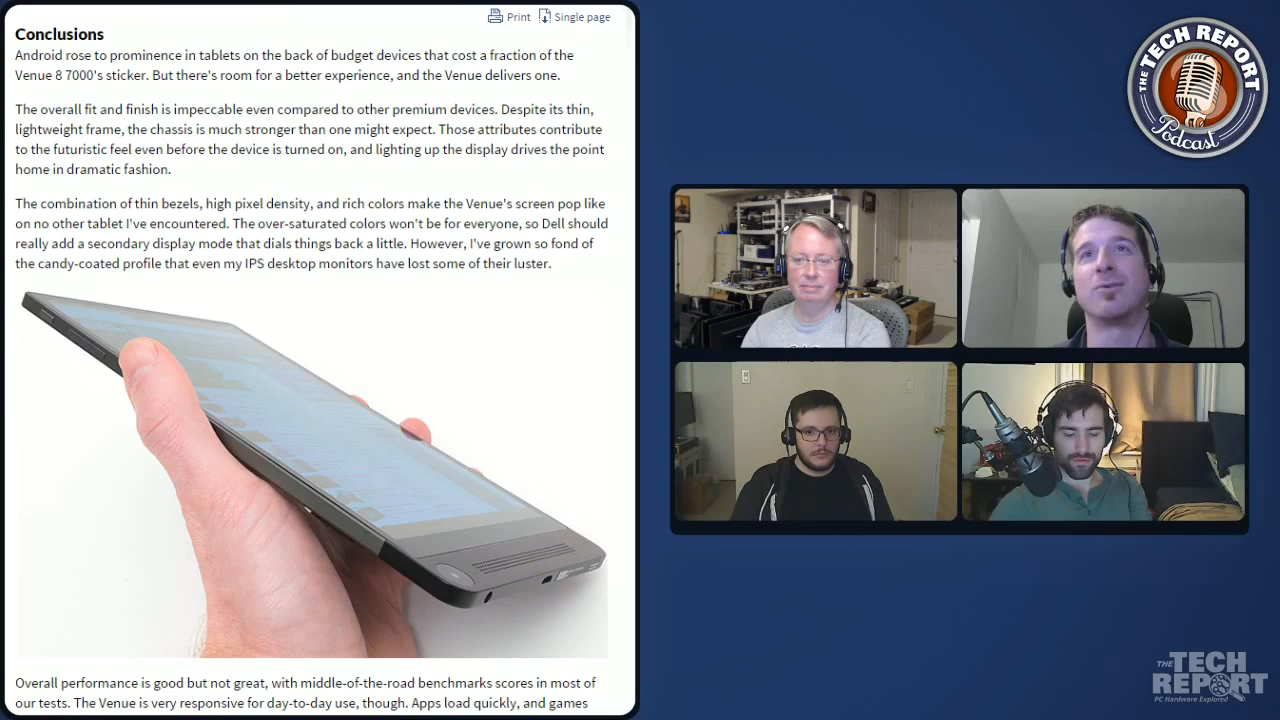 Print
Single page
Conclusions
Android rose to prominence in tablets on the back of budget devices that cost a fraction of the
Venue 8 7000's sticker. But there's room for a better experience, and the Venue delivers one.
The overall fit and finish is impeccable even compared to other premium devices. Despite its thin,
lightweight frame, the chassis is much stronger than one might expect. Those attributes contribute
to the futuristic feel even before the device is turned on, and lighting up the display drives the point
home in dramatic fashion.
The combination of thin bezels, high pixel density, and rich colors make the Venue's screen pop like
on no other tablet I've encountered. The over-saturated colors won't be for everyone, so Dell should
really add a secondary display mode that dials things back a little. However, I've grown so fond of
the candy-coated profile that even my IPS desktop monitors have lost some of their luster.
Overall performance is good but not great, with middle-of-the-road benchmarks scores in most of
our tests. The Venue is very responsive for day-to-day use, though. Apps load quickly, and games
THE TECH REPORT
Podcast
THE
TECH
REPORT
PC Hardware Explored